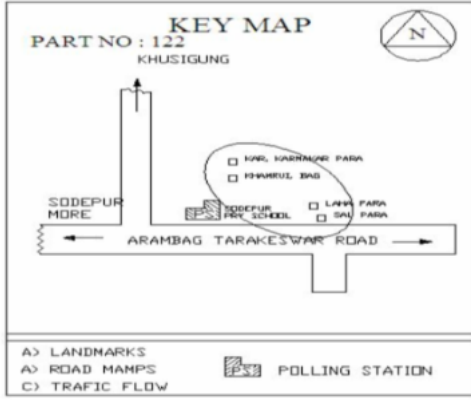 KEY MAP
PART NO : 122
N
KHUSIGUNG
KAR, KARMAKAR PARA
KHAMRUL BAG
SODEPUR
MORE
PS
SODEPUR
PRY SCHOOL
LAHA PARA
SAL PARA
ARAMBAG TARAKESWAR ROAD
A) LANDMARKS
A) ROAD MAMPS
C) TRAFIC FLOW
PS1 POLLING STATION